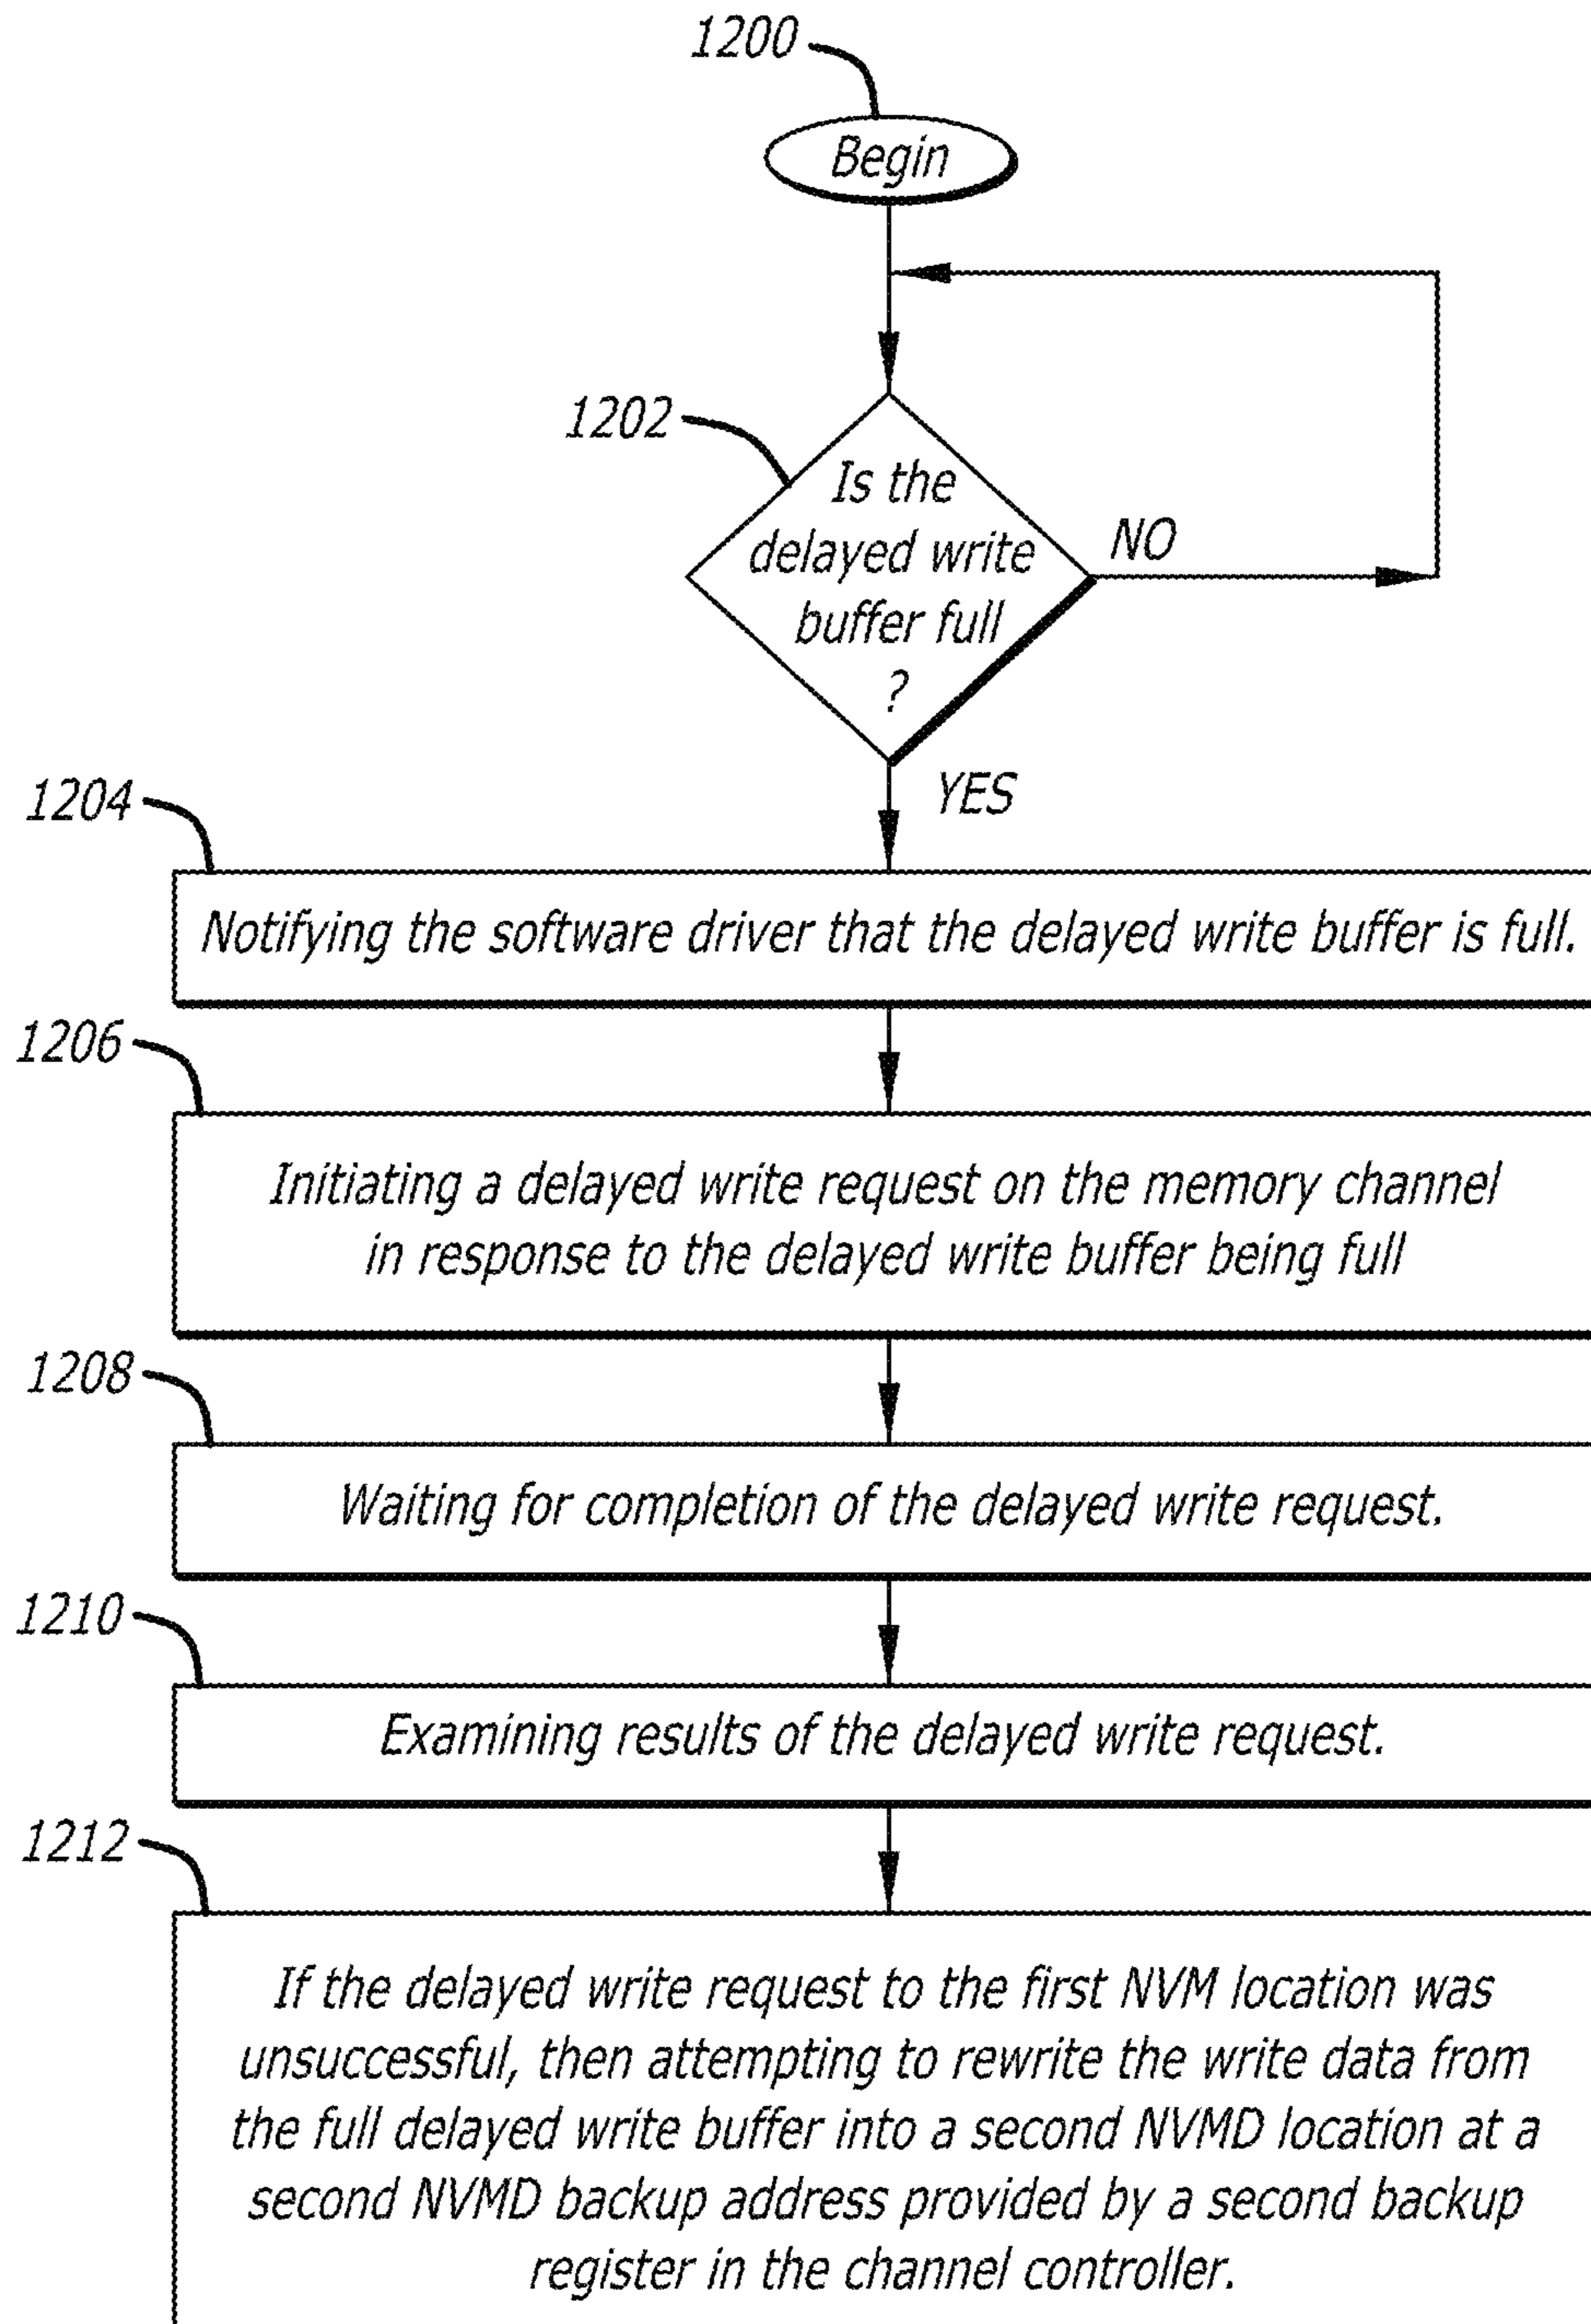 1200
Begin
1202
Is the
delayed write
buffer full
?
NO
YES
1204
Notifying the software driver that the delayed write buffer is full.
1206
Initiating a delayed write request on the memory channel
in response to the delayed write buffer being full
1208
Waiting for completion of the delayed write request.
1210
Examining results of the delayed write request.
1212
If the delayed write request to the first NVM location was
unsuccessful, then attempting to rewrite the write data from
the full delayed write buffer into a second NVMD location at a
second NVMD backup address provided by a second backup
register in the channel controller.